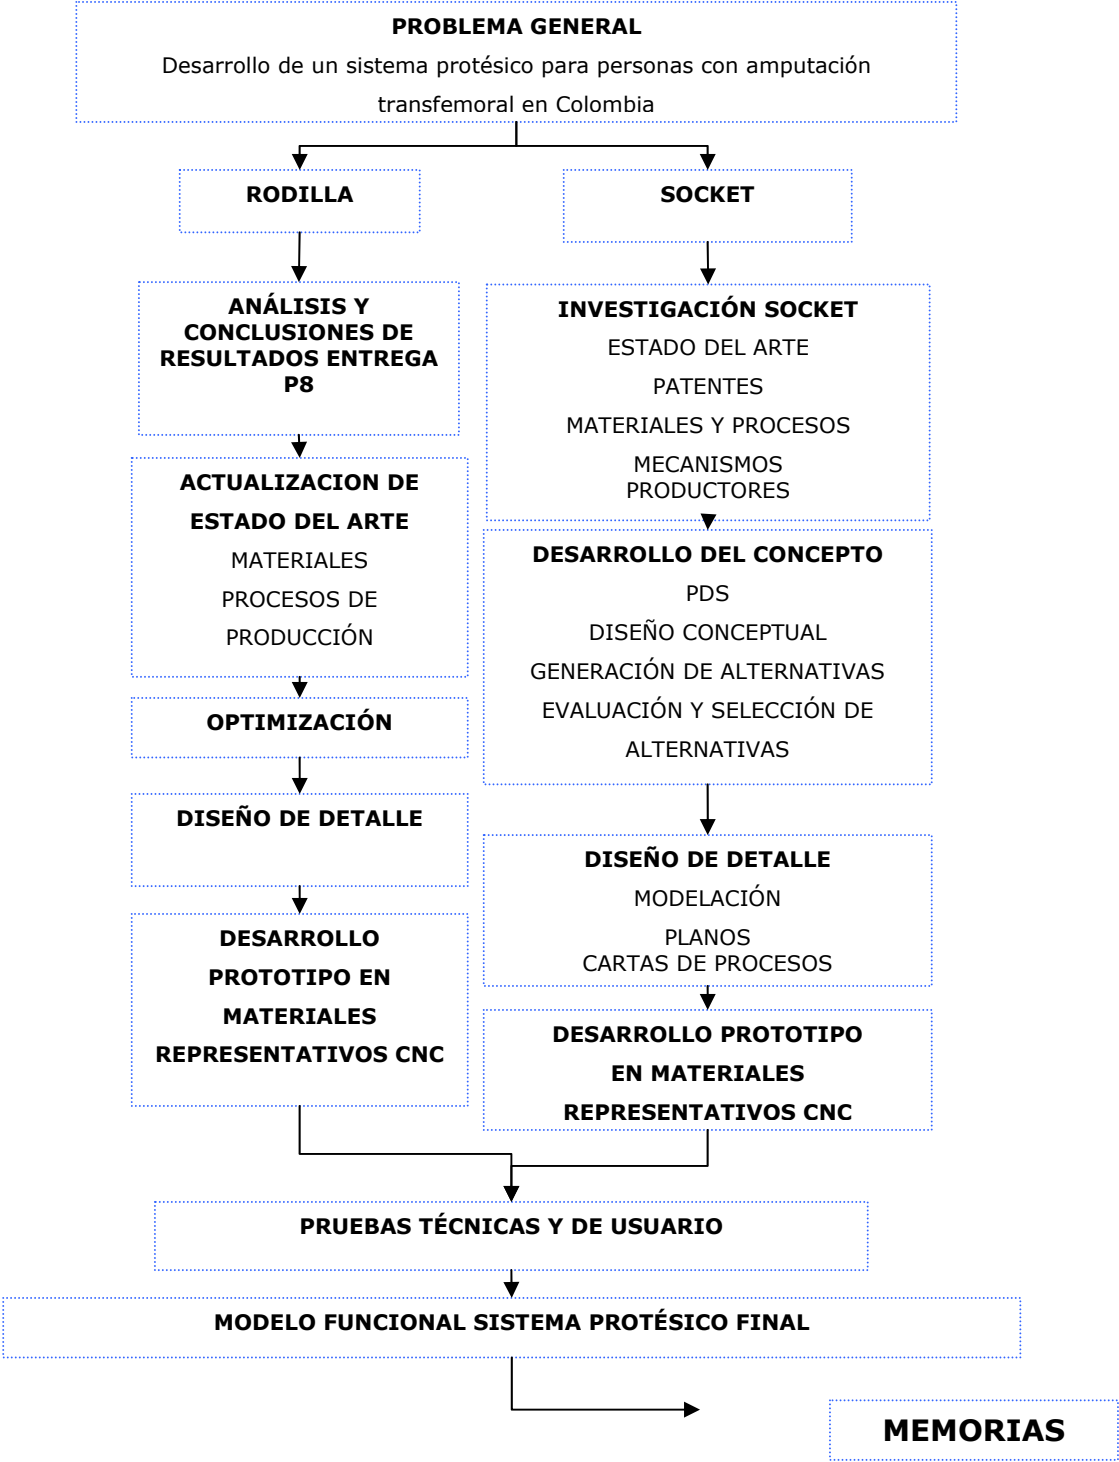 PROBLEMA GENERAL
Desarrollo de un sistema protésico para personas con amputación
transfemoral en Colombia
RODILLA
SOCKET
ANÁLISIS Y
CONCLUSIONES DE
RESULTADOS ENTREGA
P8
ACTUALIZACION DE
ESTADO DEL ARTE
MATERIALES
PROCESOS DE
PRODUCCIÓN
OPTIMIZACIÓN
DISEÑO DE DETALLE
DESARROLLO
PROTOTIPO EN
MATERIALES
REPRESENTATIVOS CNC
INVESTIGACIÓN SOCKET
ESTADO DEL ARTE
PATENTES
MATERIALES Y PROCESOS
MECANISMOS
PRODUCTORES
DESARROLLO DEL CONCEPTO
PDS
DISEÑO CONCEPTUAL
GENERACIÓN DE ALTERNATIVAS
EVALUACIÓN Y SELECCIÓN DE
ALTERNATIVAS
DISEÑO DE DETALLE
MODELACIÓN
PLANOS
CARTAS DE PROCESOS
DESARROLLO PROTOTIPO
EN MATERIALES
REPRESENTATIVOS CNC
PRUEBAS TÉCNICAS Y DE USUARIO
MODELO FUNCIONAL SISTEMA PROTÉSICO FINAL
MEMORIAS